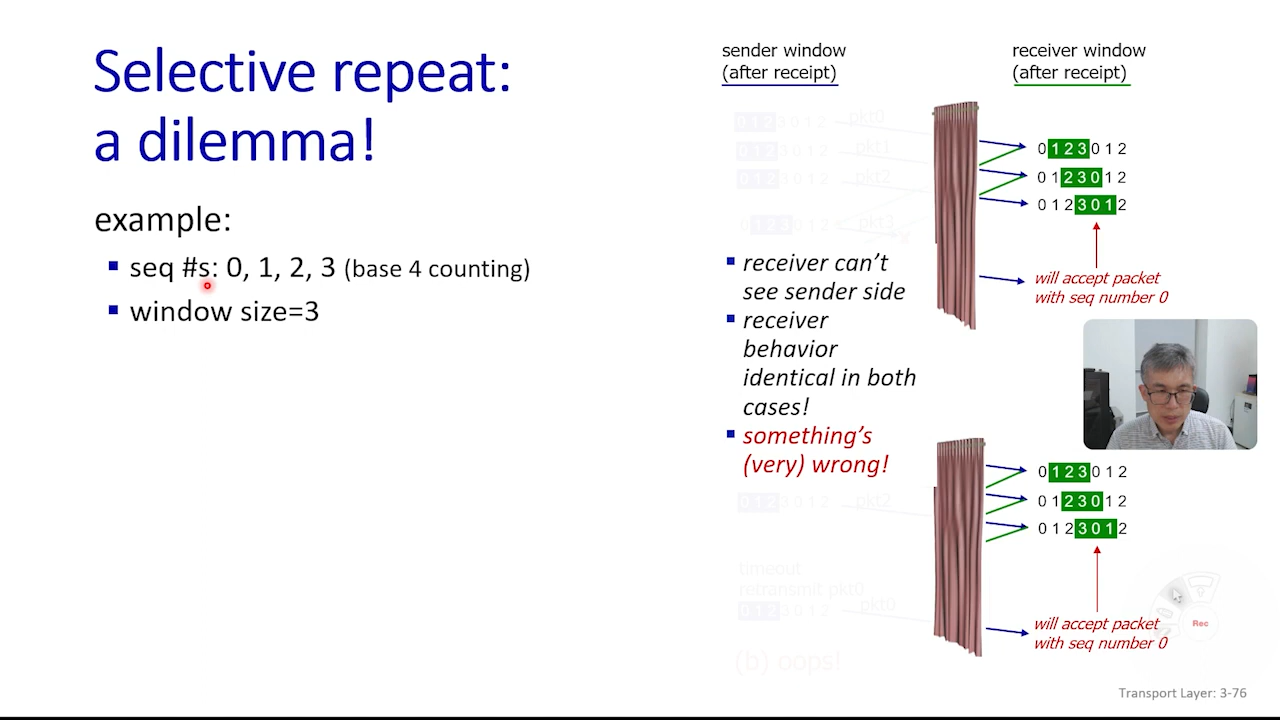 Selective repeat:
a dilemma!
example:
seq #s: 0, 1, 2, 3 (base 4 counting)
window size=3
sender window
(after receipt)
receiver window
(after receipt)
0 1 2 3 0 1 2 pkt0
0 1 2 3 0 1 2 pkt1
0 1 2 3 0 1 2 pkt2
0 1 2 3 0 1 2 pkt3
0 1 2 3 0 1 2
0 1 2 3 0 1 2
0 1 2 3 0 1 2
will accept packet
with seq number 0
receiver can't
see sender side
receiver
behavior
identical in both
cases!
something's
(very) wrong!
0 1 2 3 0 1 2 pkt2
timeout
retransmit pkt0
0 1 2 3 0 1 2 pkt0
(b) oops!
0 1 2 3 0 1 2
0 1 2 3 0 1 2
0 1 2 3 0 1 2
will accept packet
with seq number 0
Rec
Transport Layer: 3-76